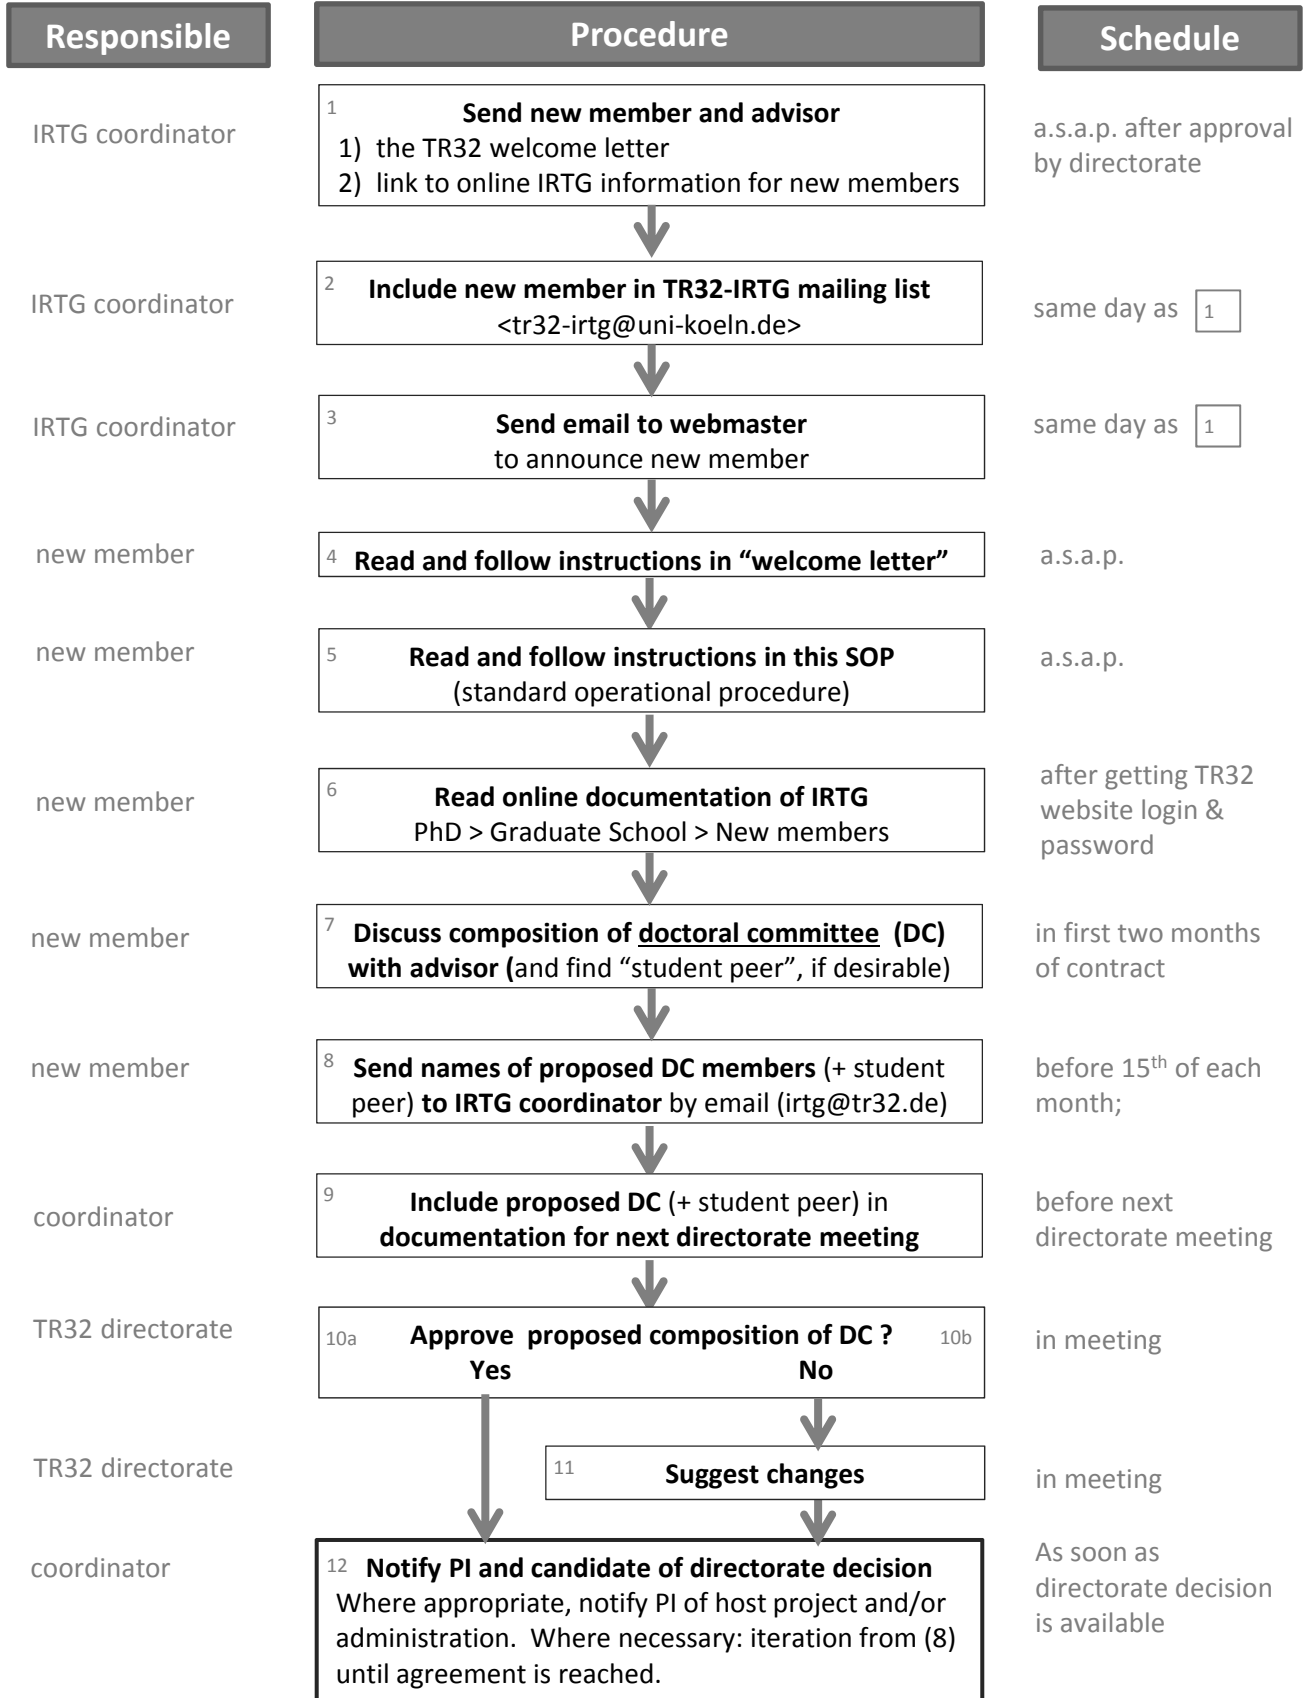 Responsible
Procedure
Schedule
IRTG coordinator
1
Send new member and advisor
1) the TR32 welcome letter
2) link to online IRTG information for new members
a.s.a.p. after approval
by directorate
IRTG coordinator
2
Include new member in TR32-IRTG mailing list
<tr32-irtg@uni-koeln.de>
same day as 1
IRTG coordinator
3
Send email to webmaster
to announce new member
same day as 1
new member
4 Read and follow instructions in “welcome letter”
a.s.a.p.
new member
5
Read and follow instructions in this SOP
(standard operational procedure)
a.s.a.p.
new member
6
Read online documentation of IRTG
PhD > Graduate School > New members
after getting TR32
website login &
password
new member
7 Discuss composition of doctoral committee (DC)
with advisor (and find “student peer”, if desirable)
in first two months
of contract
new member
8 Send names of proposed DC members (+ student
peer) to IRTG coordinator by email (irtg@tr32.de)
before 15th of each
month;
coordinator
9
Include proposed DC (+ student peer) in
documentation for next directorate meeting
before next
directorate meeting
TR32 directorate
10a Approve proposed composition of DC ? 10b
Yes No
in meeting
TR32 directorate
11 Suggest changes
in meeting
coordinator
12 Notify PI and candidate of directorate decision
Where appropriate, notify PI of host project and/or
administration. Where necessary: iteration from (8)
until agreement is reached.
As soon as
directorate decision
is available